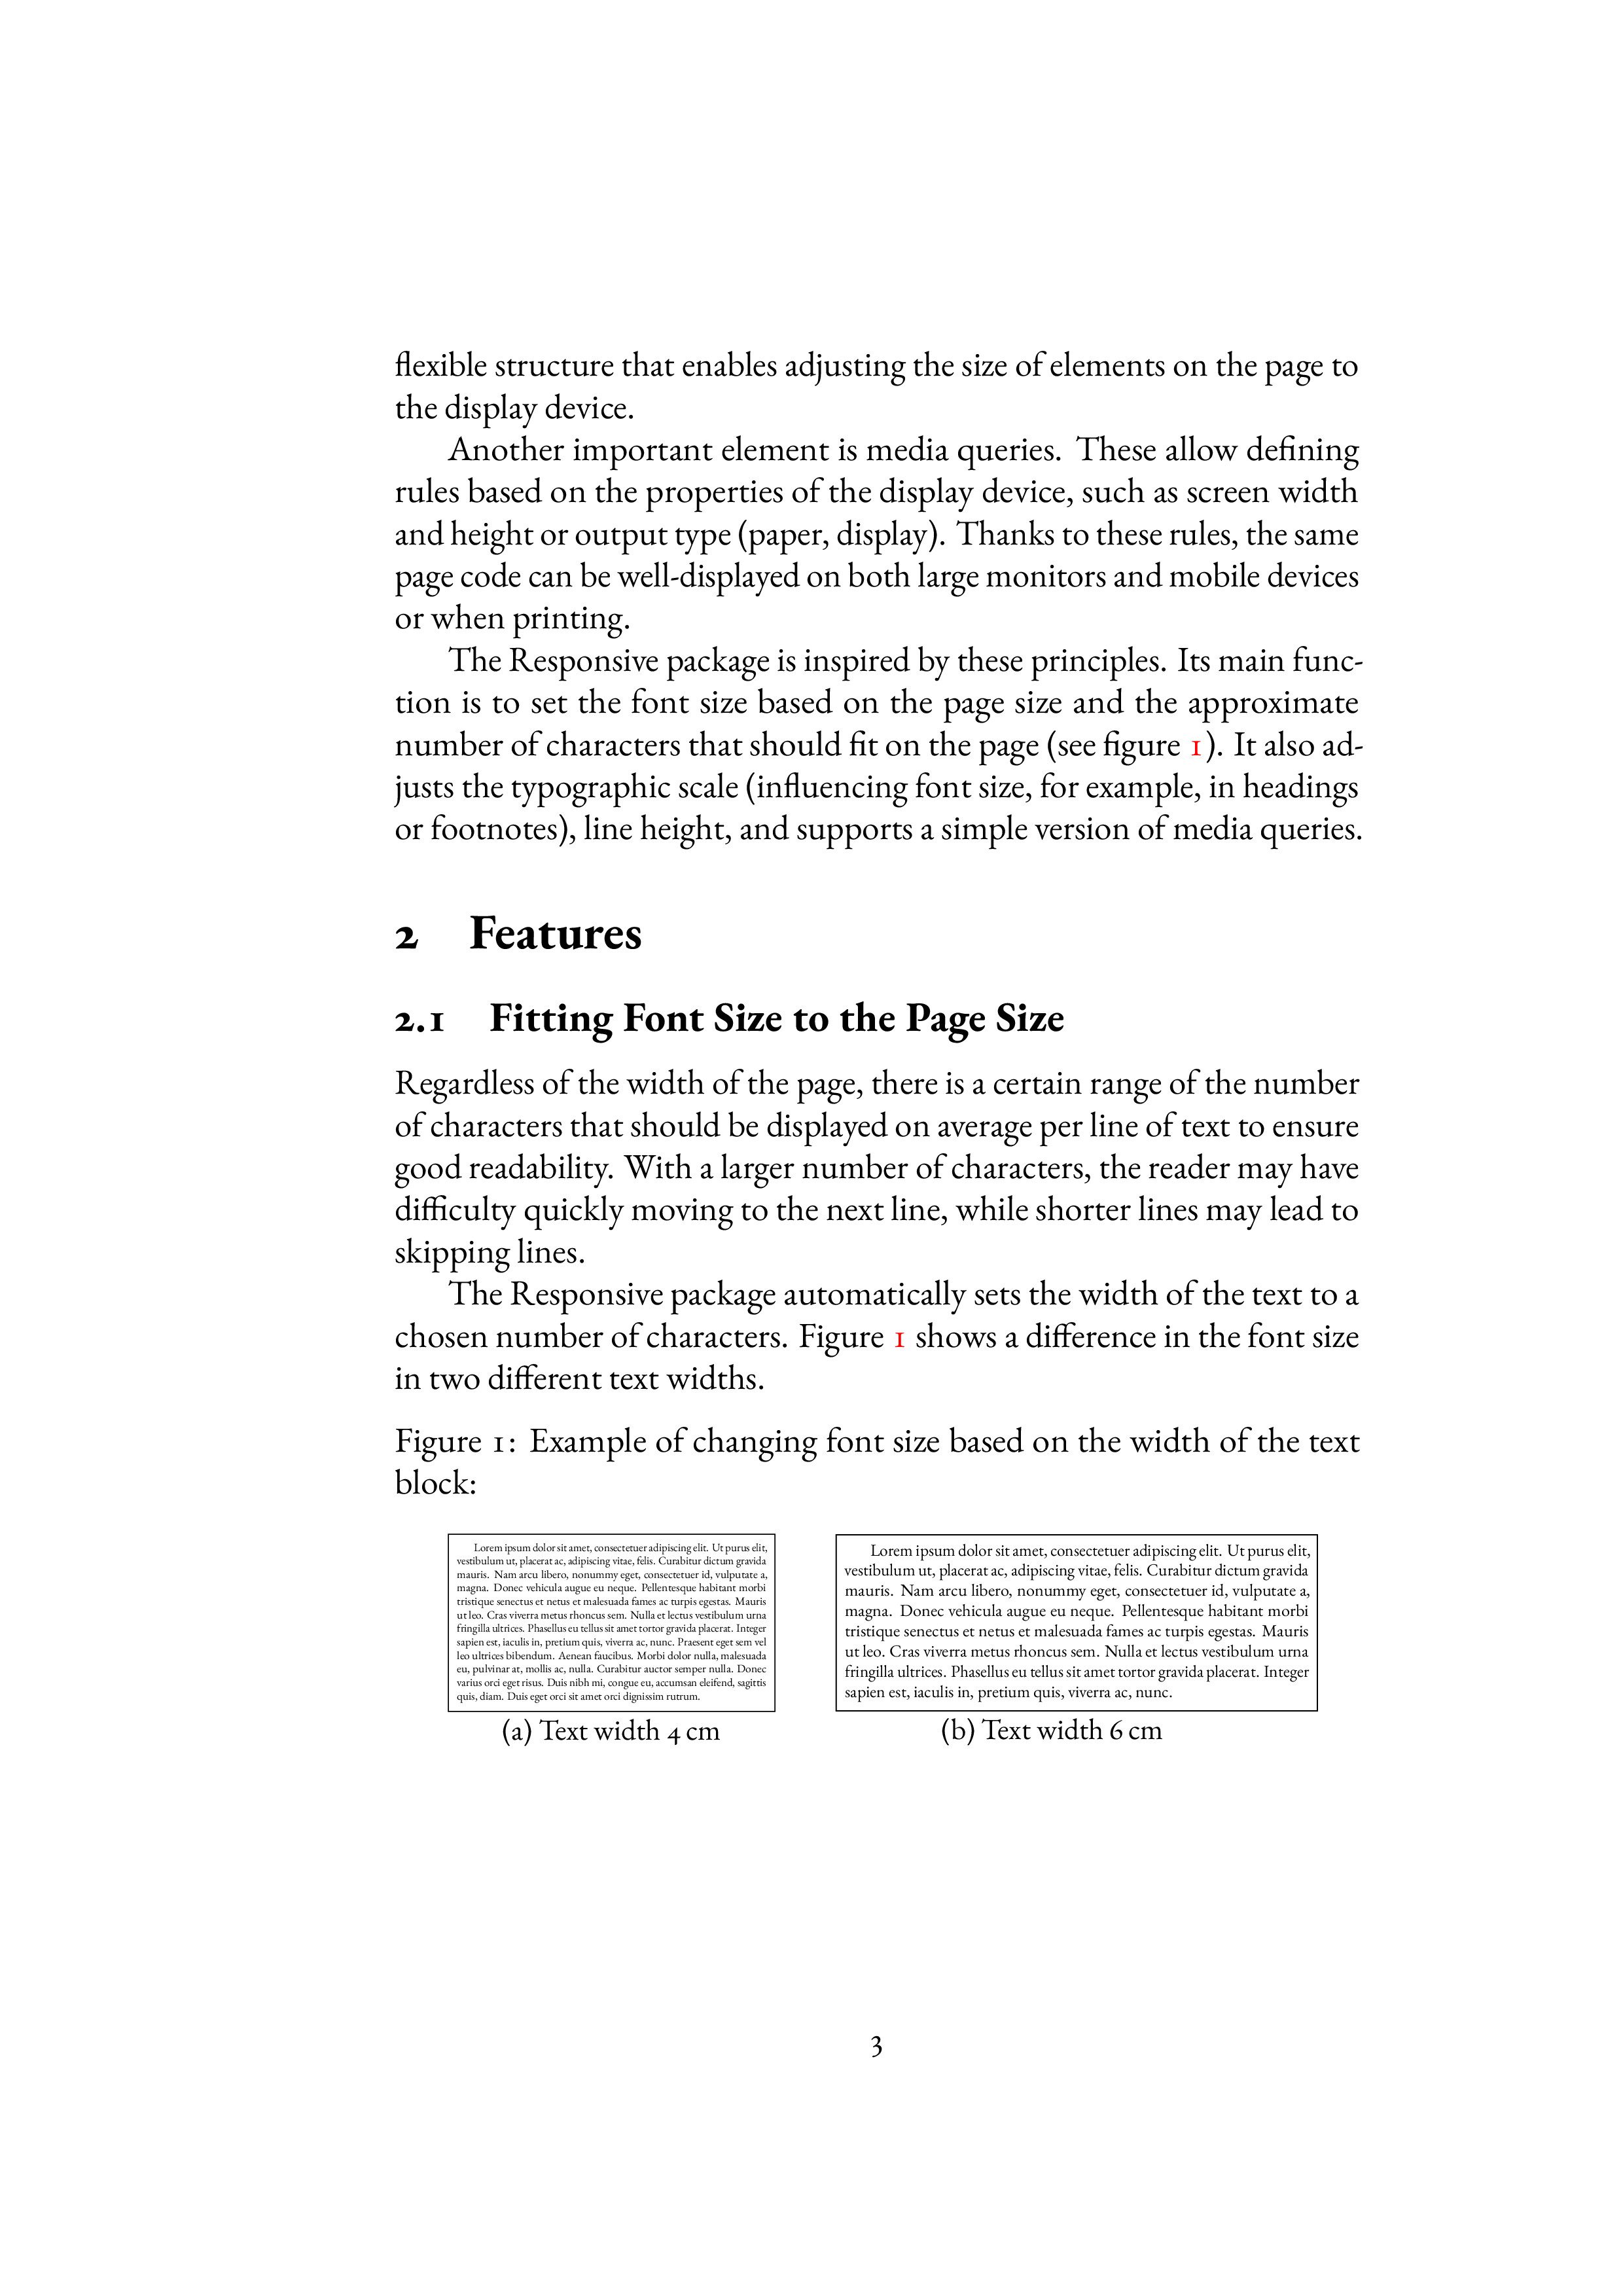 flexible structure that enables adjusting the size of elements on the page to
the display device.
Another important element is media queries. These allow defining
rules based on the properties of the display device, such as screen width
and height or output type (paper, display). Thanks to these rules, the same
page code can be well-displayed on both large monitors and mobile devices
or when printing.
The Responsive package is inspired by these principles. Its main func-
tion is to set the font size based on the page size and the approximate
number of characters that should fit on the page (see figure 1). It also ad-
justs the typographic scale (influencing font size, for example, in headings
or footnotes), line height, and supports a simple version of media queries.
2 Features
2.1 Fitting Font Size to the Page Size
Regardless of the width of the page, there is a certain range of the number
of characters that should be displayed on average per line of text to ensure
good readability. With a larger number of characters, the reader may have
difficulty quickly moving to the next line, while shorter lines may lead to
skipping lines.
The Responsive package automatically sets the width of the text to a
chosen number of characters. Figure 1 shows a difference in the font size
in two different text widths.
Figure 1: Example of changing font size based on the width of the text
block:
Lorem ipsum dolor sit amet, consectetuer adipiscing elit. Ut purus elit,
vestibulum ut, placerat ac, adipiscing vitae, felis. Curabitur dictum gravida
mauris. Nam arcu libero, nonummy eget, consectetuer id, vulputate a,
magna. Donec vehicula augue eu neque. Pellentesque habitant morbi
tristique senectus et netus et malesuada fames ac turpis egestas. Mauris
ut leo. Cras viverra metus rhoncus sem. Nulla et lectus vestibulum urna
fringilla ultrices. Phasellus eu tellus sit amet tortor gravida placerat. Integer
sapien est, iaculis in, pretium quis, viverra ac, nunc. Praesent eget sem vel
leo ultrices bibendum. Aenean faucibus. Morbi dolor nulla, malesuada
eu, pulvinar at, mollis ac, nulla. Curabitur auctor semper nulla. Donec
varius orci eget risus. Duis nibh mi, congue eu, accumsan eleifend, sagittis
quis, diam. Duis eget orci sit amet orci dignissim rutrum.
(a) Text width 4 cm
Lorem ipsum dolor sit amet, consectetuer adipiscing elit. Ut purus elit,
vestibulum ut, placerat ac, adipiscing vitae, felis. Curabitur dictum gravida
mauris. Nam arcu libero, nonummy eget, consectetuer id, vulputate a,
magna. Donec vehicula augue eu neque. Pellentesque habitant morbi
tristique senectus et netus et malesuada fames ac turpis egestas. Mauris
ut leo. Cras viverra metus rhoncus sem. Nulla et lectus vestibulum urna
fringilla ultrices. Phasellus eu tellus sit amet tortor gravida placerat. Integer
sapien est, iaculis in, pretium quis, viverra ac, nunc.
(b) Text width 6 cm
3